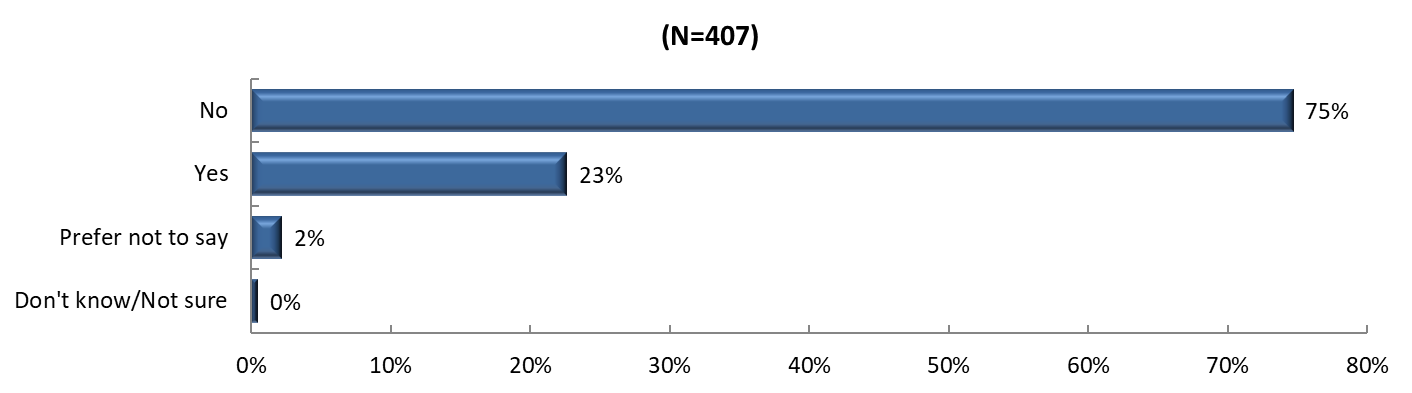 (N=407)
No 75%
Yes 23%
Prefer not to say 2%
Don't know/Not sure 0%
0% 10% 20% 30% 40% 50% 60% 70% 80%